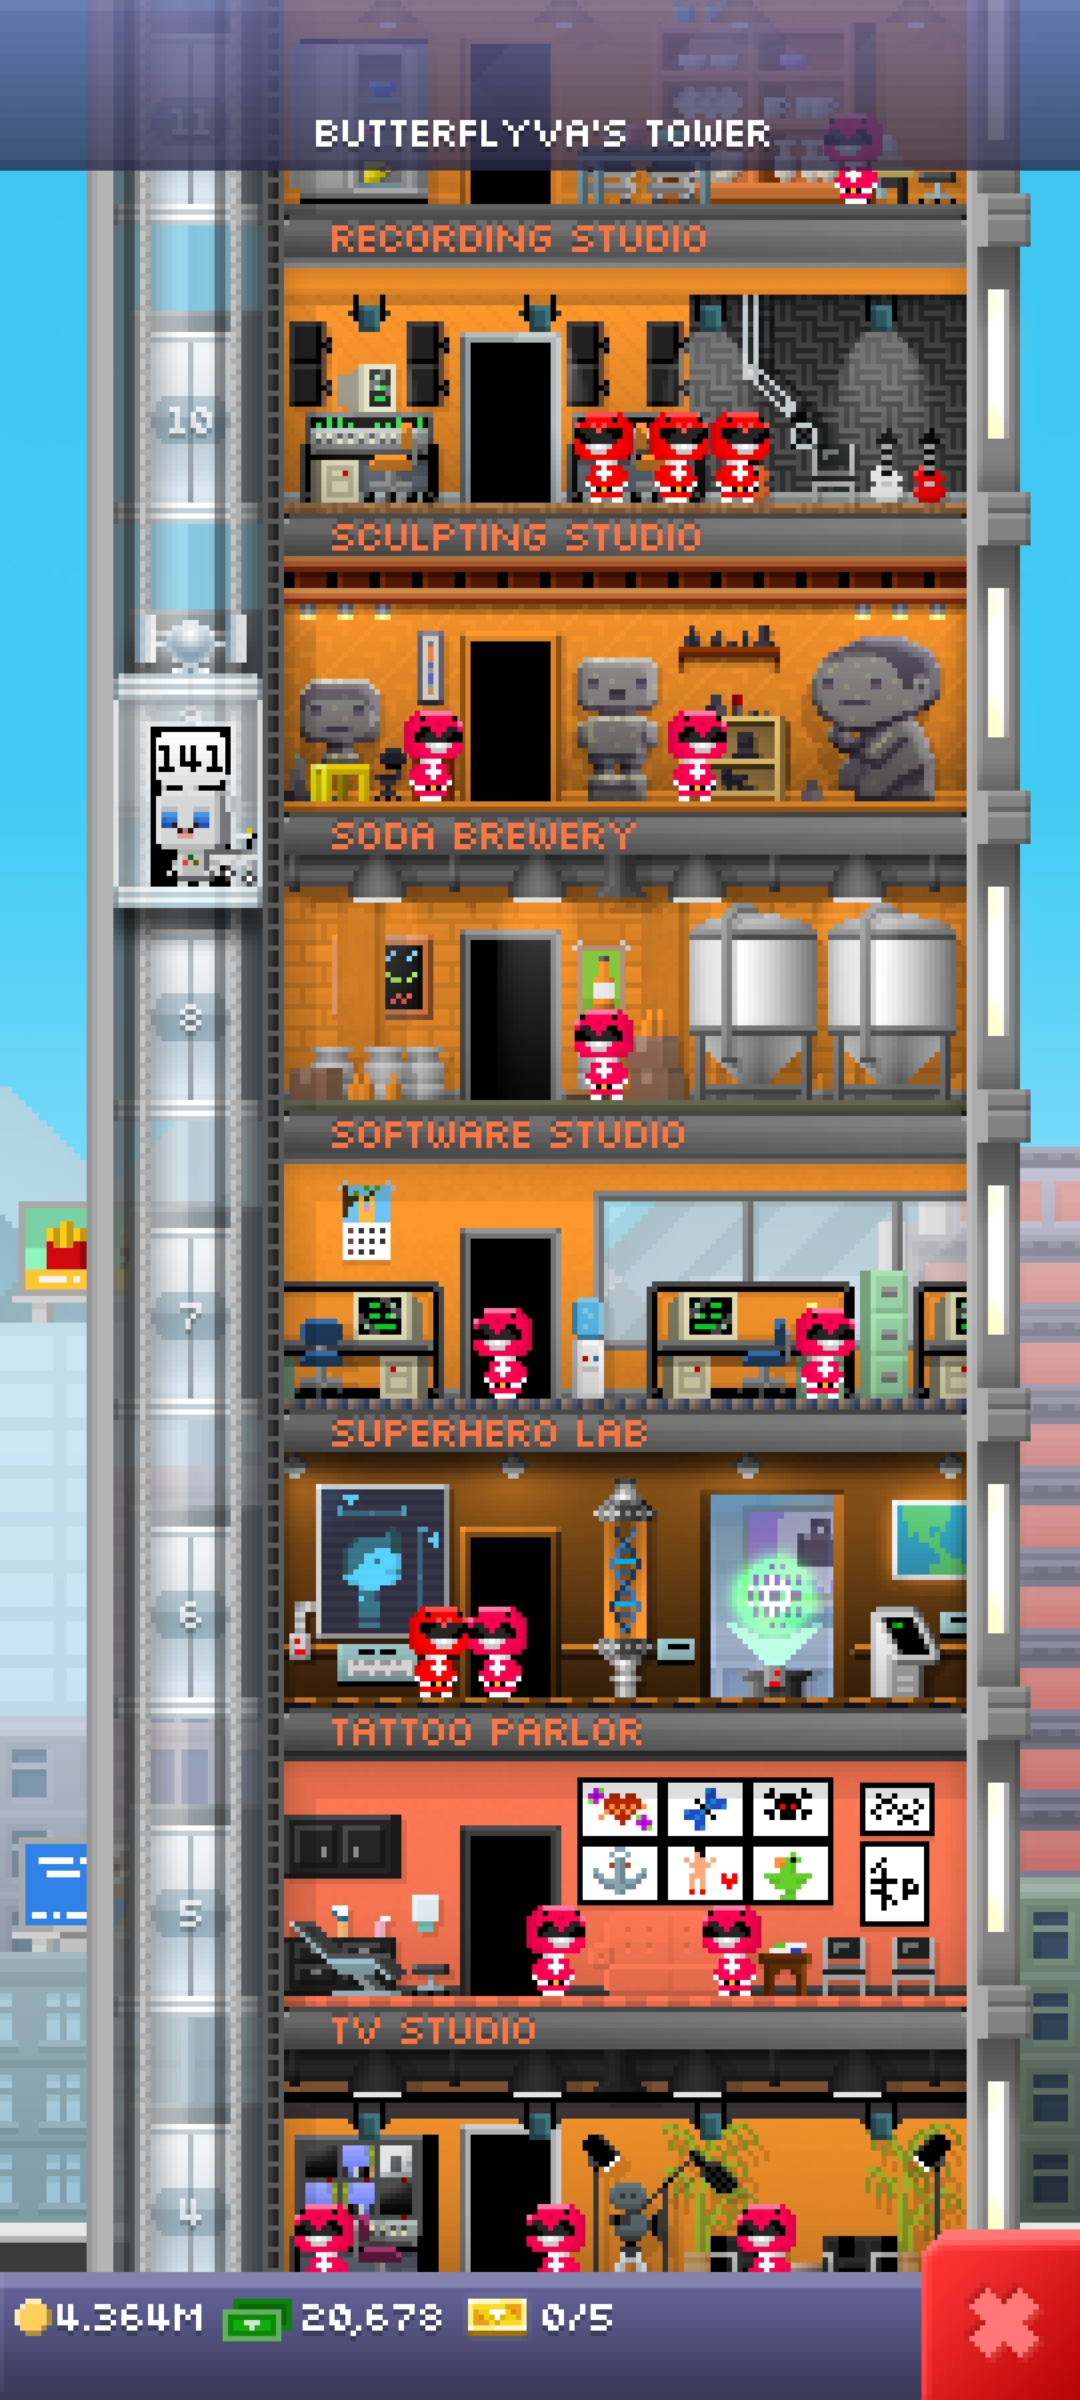 11
BUTTERFLYVA'S TOWER
RECORDING STUDIO
10
SCULPTING STUDIO
141
SODA BREWERY
8
SOFTWARE STUDIO
7
SUPERHERO LAB
6
TATTOO PARLOR
5
TV STUDIO
4
4.364M 20,678 0/5